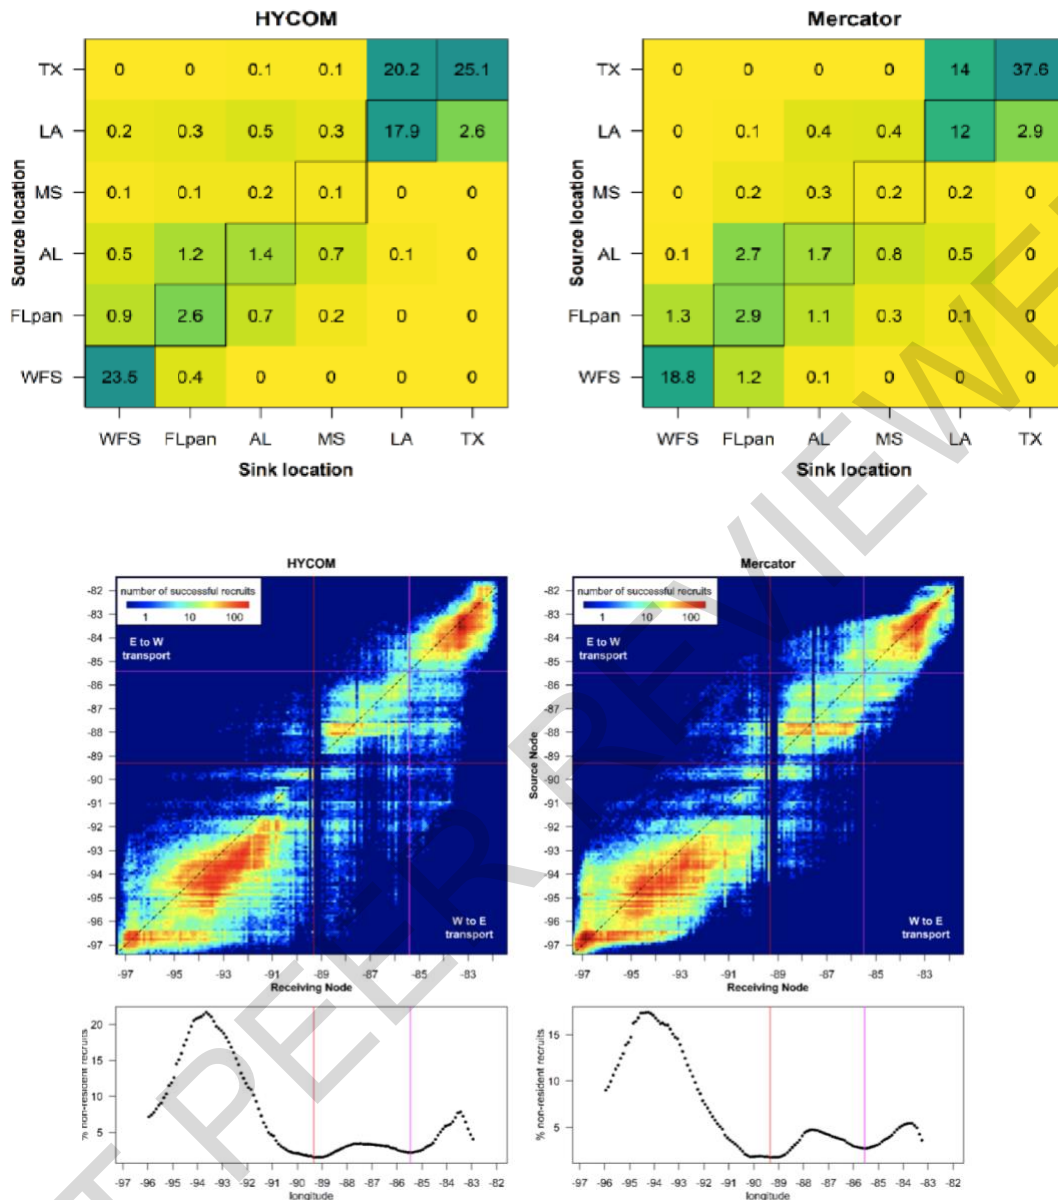 HYCOM
Mercator
TX 0 0 0.1 0.1 20.2 25.1
LA 0.2 0.3 0.5 0.3 17.9 2.6
MS 0.1 0.1 0.2 0.1 0 0
AL 0.5 1.2 1.4 0.7 0.1 0
FLpan 0.9 2.6 0.7 0.2 0 0
WFS 23.5 0.4 0 0 0 0
WFS FLpan AL MS LA TX
Source location
Sink location
TX 0 0 0 0 14 37.6
LA 0 0.1 0.4 0.4 12 2.9
MS 0 0.2 0.3 0.2 0.2 0
AL 0.1 2.7 1.7 0.8 0.5 0
FLpan 1.3 2.9 1.1 0.3 0.1 0
WFS 18.8 1.2 0.1 0 0 0
WFS FLpan AL MS LA TX
Source location
Sink location
HYCOM
number of successful recruits
1 10 100
E to W
transport
W to E
transport
-82
-83
-84
-85
-86
-87
-88
-89
-90
-91
-92
-93
-94
-95
-96
-97
-97 -95 -93 -91 -89 -87 -85 -83
Receiving Node
Mercator
number of successful recruits
1 10 100
E to W
transport
W to E
transport
Source Node
-82
-83
-84
-85
-86
-87
-88
-89
-90
-91
-92
-93
-94
-95
-96
-97
-97 -95 -93 -91 -89 -87 -85 -83
Receiving Node
% non-resident recruits
20
15
10
5
-97 -96 -95 -94 -93 -92 -91 -90 -89 -88 -87 -86 -85 -84 -83 -82
longitude
% non-resident recruits
15
10
5
-97 -96 -95 -94 -93 -92 -91 -90 -89 -88 -87 -86 -85 -84 -83 -82
longitude
PEER REVIEWE